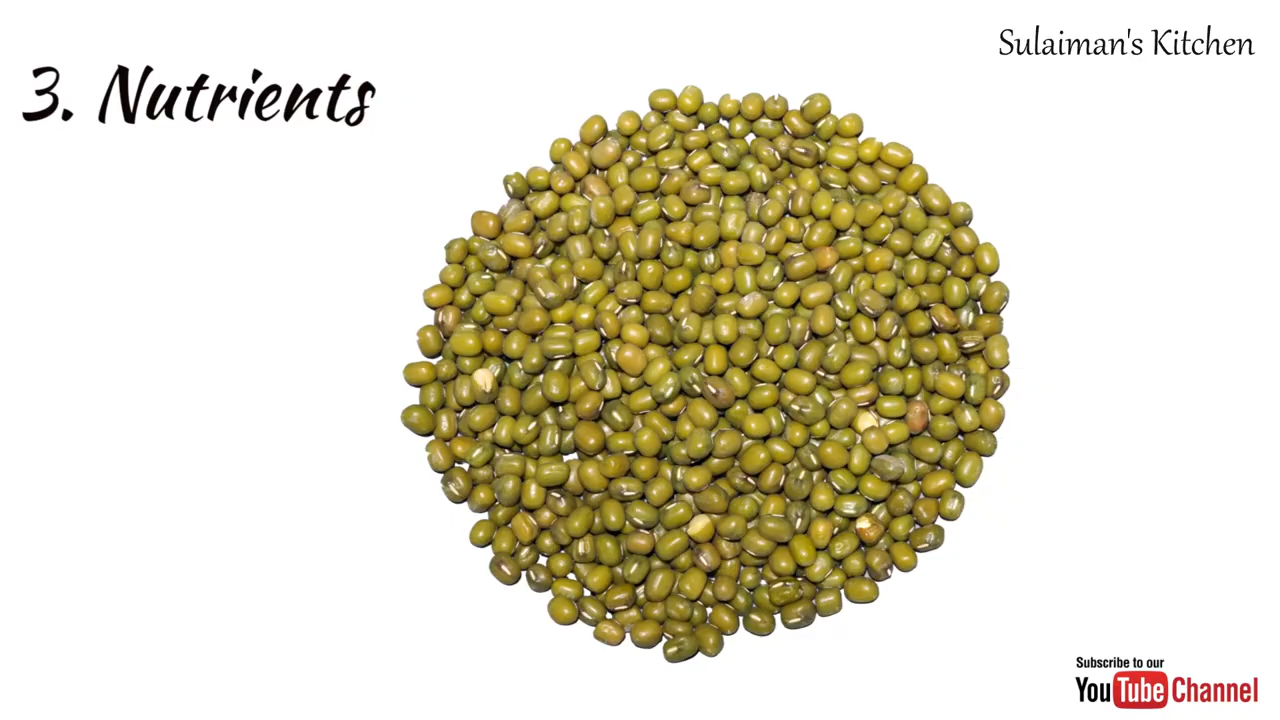 Sulaiman's Kitchen
3. Nutrients
Subscribe to our
YouTube Channel